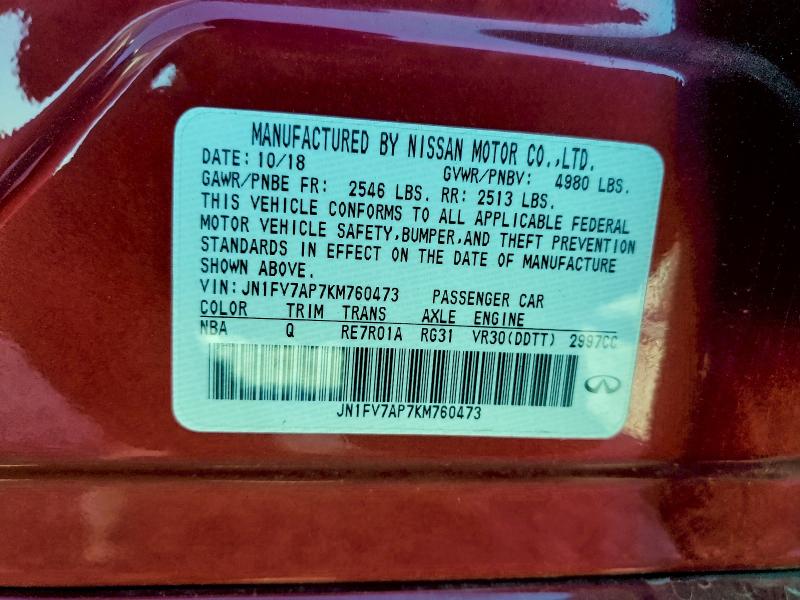 MANUFACTURED BY NISSAN MOTOR CO.,LTD.
DATE: 10/18 GVWR/PNBV: 4980 LBS.
GAWR/PNBE FR: 2546 LBS. RR: 2513 LBS.
THIS VEHICLE CONFORMS TO ALL APPLICABLE FEDERAL
MOTOR VEHICLE SAFETY,BUMPER,AND THEFT PREVENTION
STANDARDS IN EFFECT ON THE DATE OF MANUFACTURE
SHOWN ABOVE.
VIN: JN1FV7AP7KM760473 PASSENGER CAR
COLOR TRIM TRANS AXLE ENGINE
NBA Q RE7R01A RG31 VR30(DDTT) 2997CC
JN1FV7AP7KM760473